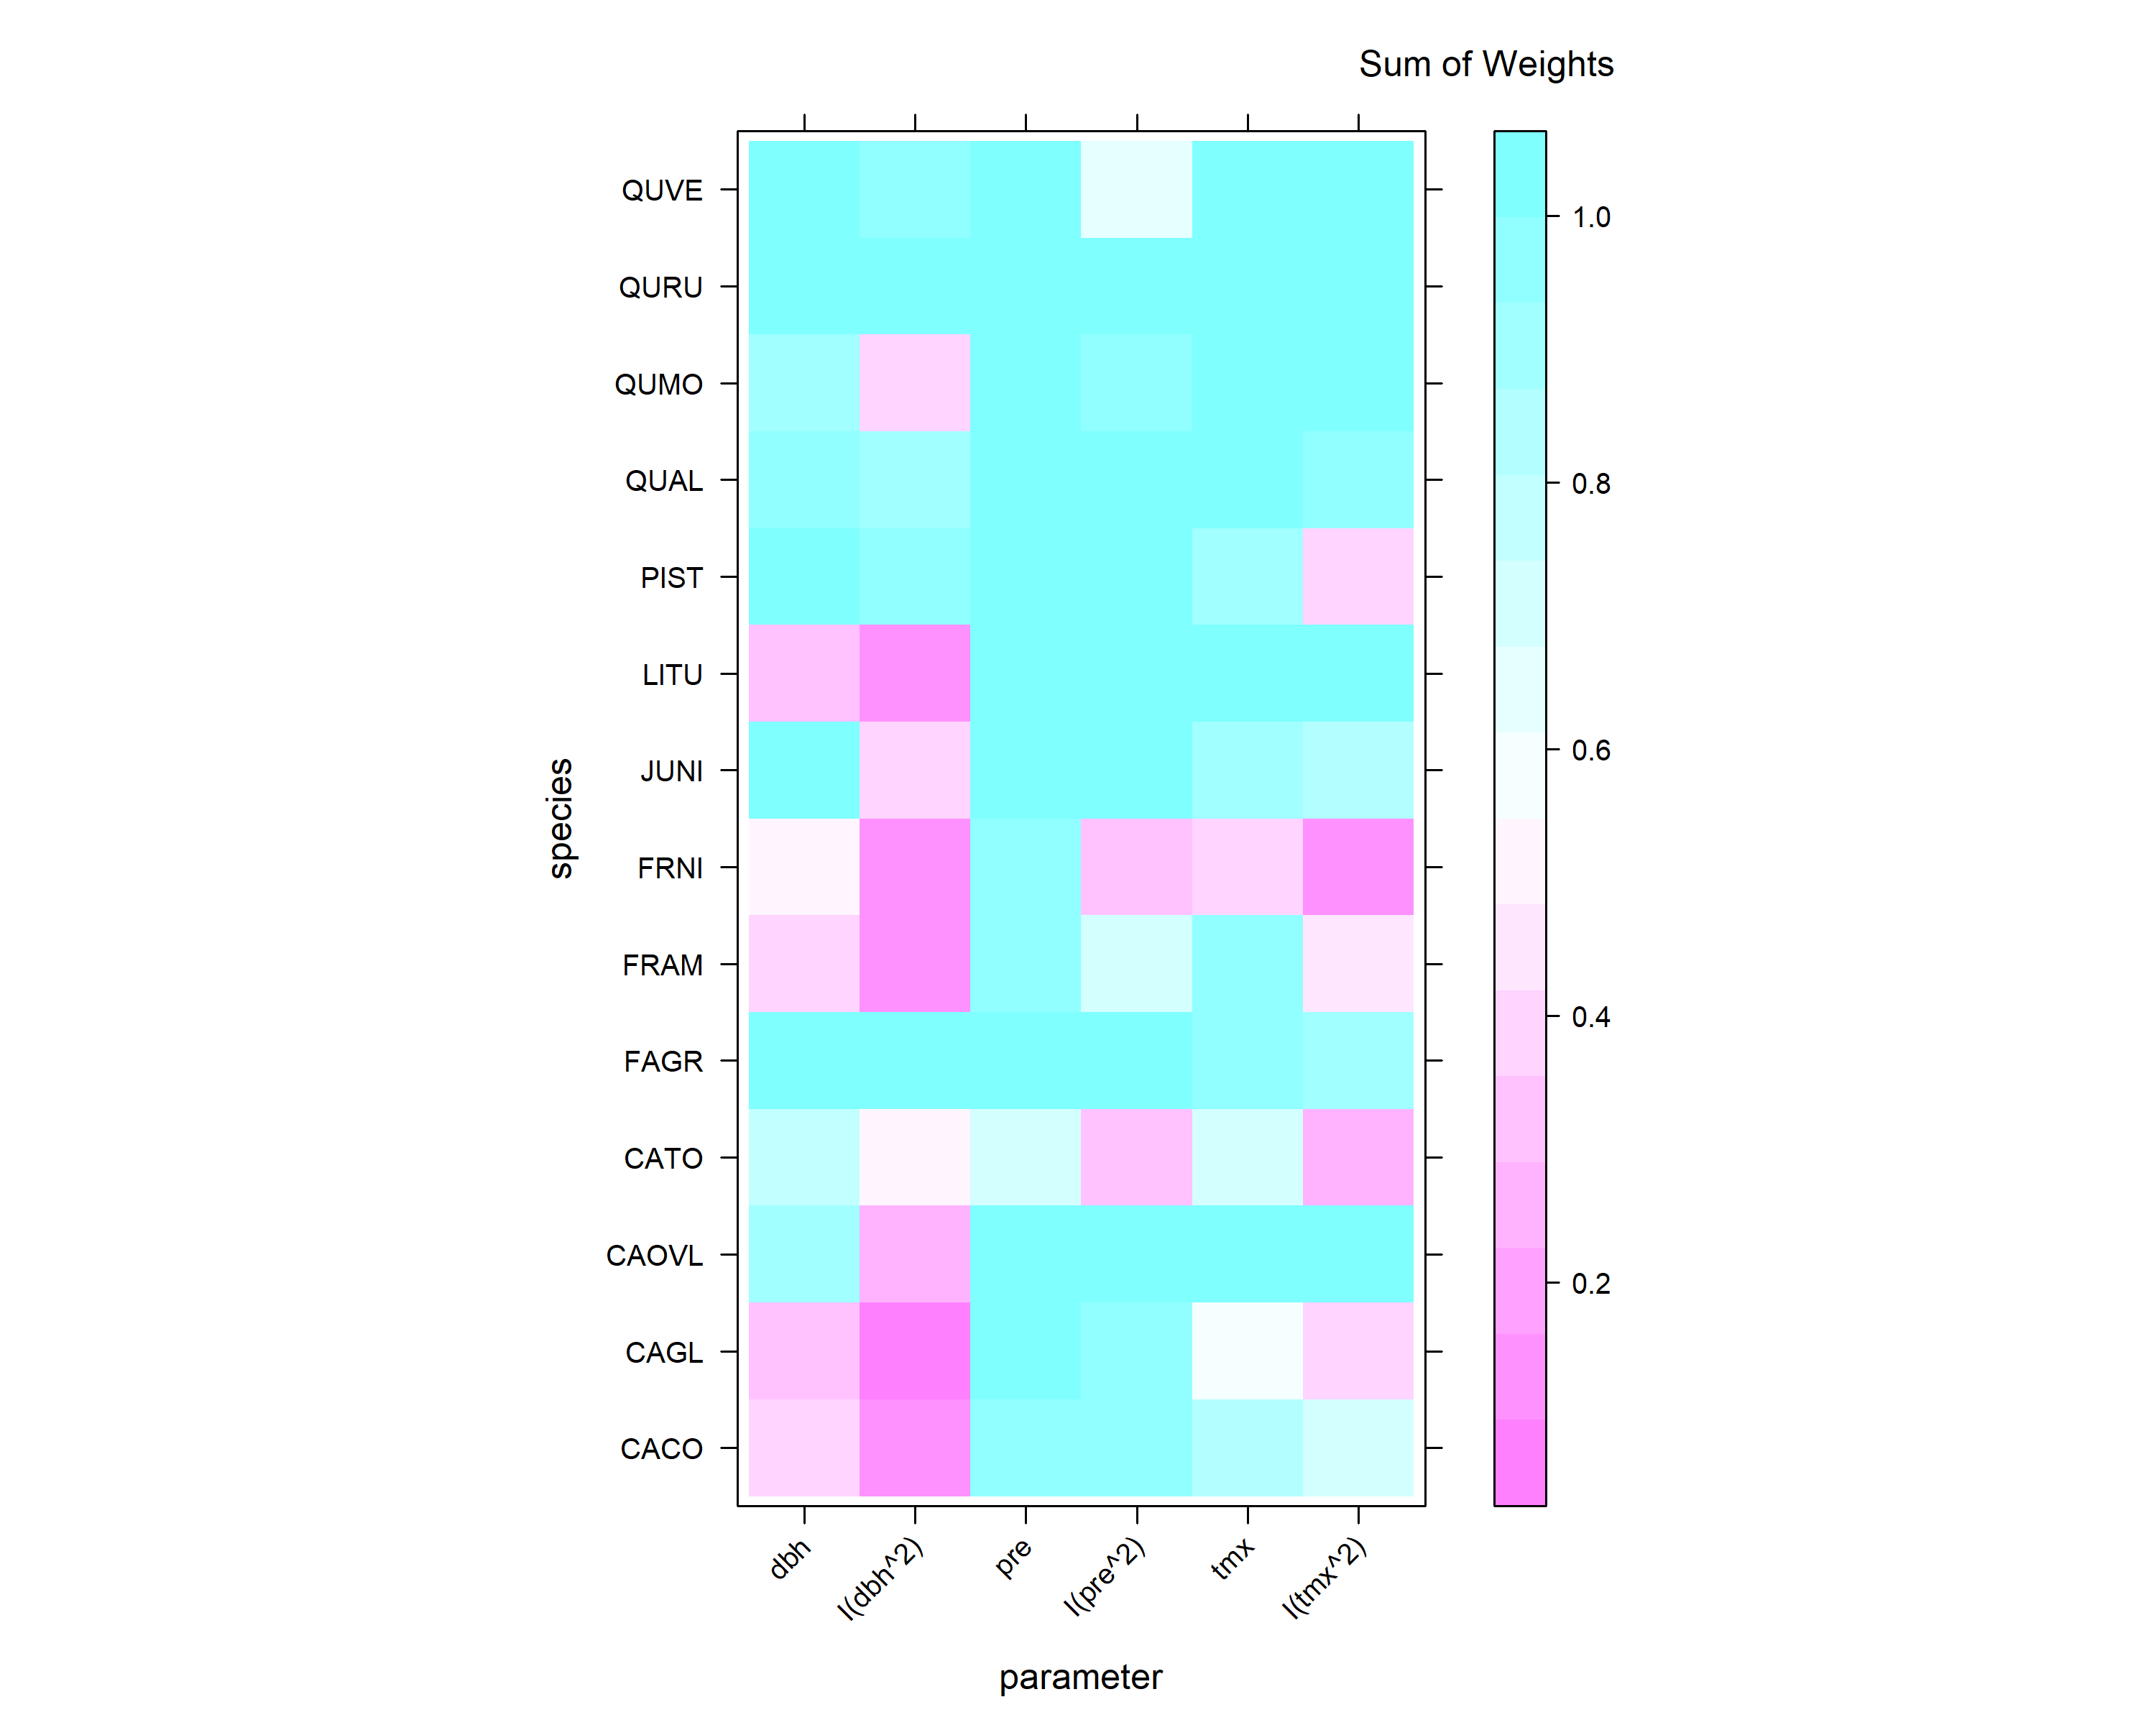 Sum of Weights
QUVE
QURU
QUMO
QUAL
PIST
LITU
JUNI
FRNI
FRAM
FAGR
CATO
CAOVL
CAGL
CACO
species
1.0
0.8
0.6
0.4
0.2
dbh
I(dbh^2)
pre
I(pre^2)
tmx
I(tmx^2)
parameter